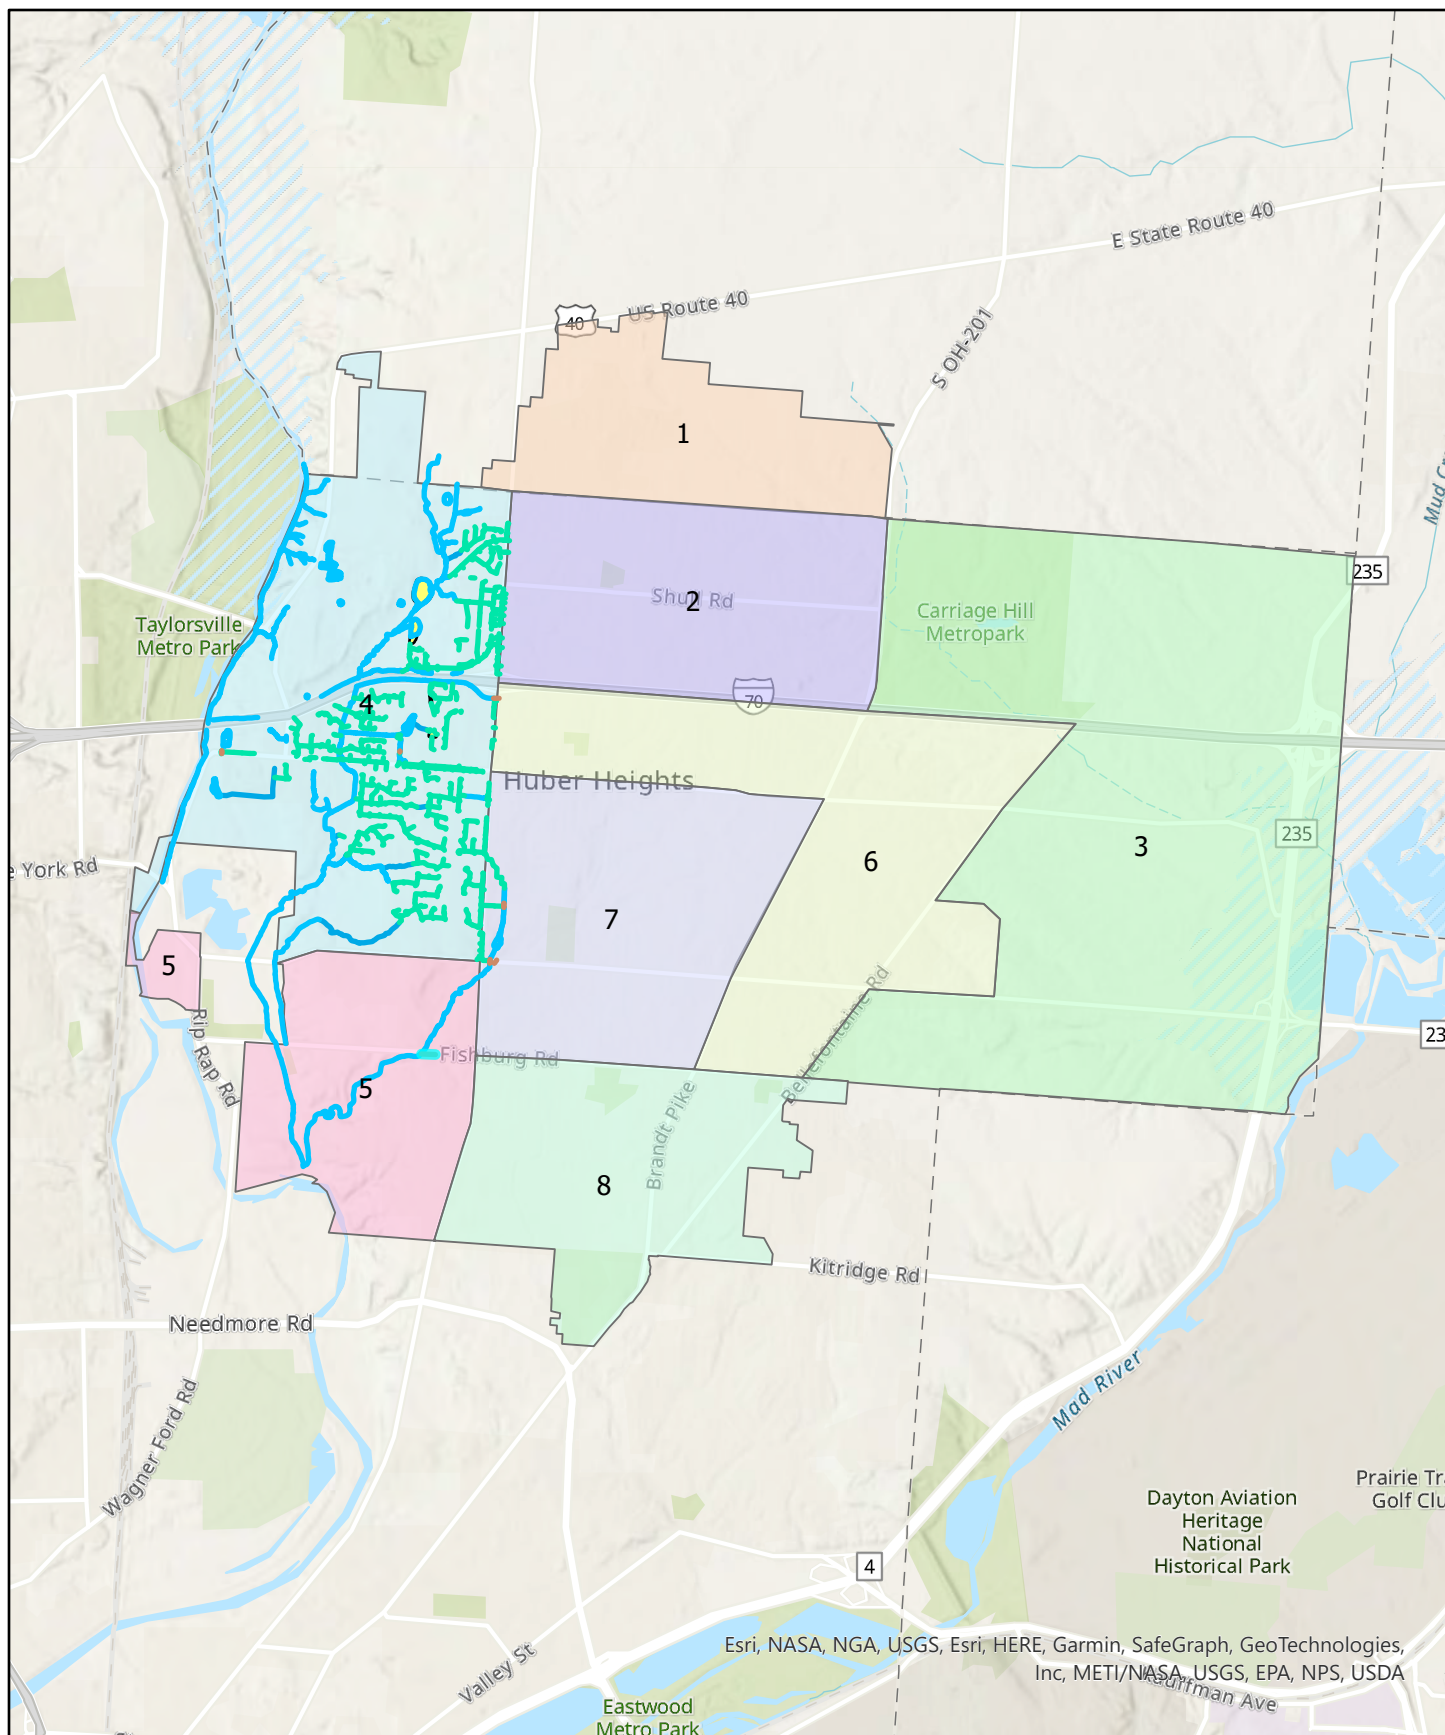 E State Route 40
US Route 40
40
S OH-201
1
Mud Cr
235
2
Carriage Hill
Metropark
Taylorsville
Metro Park
70
4
Huber Heights
235
3
e York Rd
6
7
5
Rip Rap Rd
Bellefontaine Rd
23
Fishburg Rd
5
Brandt Pike
8
Kitridge Rd
Needmore Rd
Mad River
Wagner Ford Rd
Prairie Tra
Golf Clu
Dayton Aviation
Heritage
National
Historical Park
4
Esri, NASA, NGA, USGS, Esri, HERE, Garmin, SafeGraph, GeoTechnologies,
Inc, METI/NASA, USGS, EPA, NPS, USDA
Kauffman Ave
Valley St
Eastwood
Metro Park